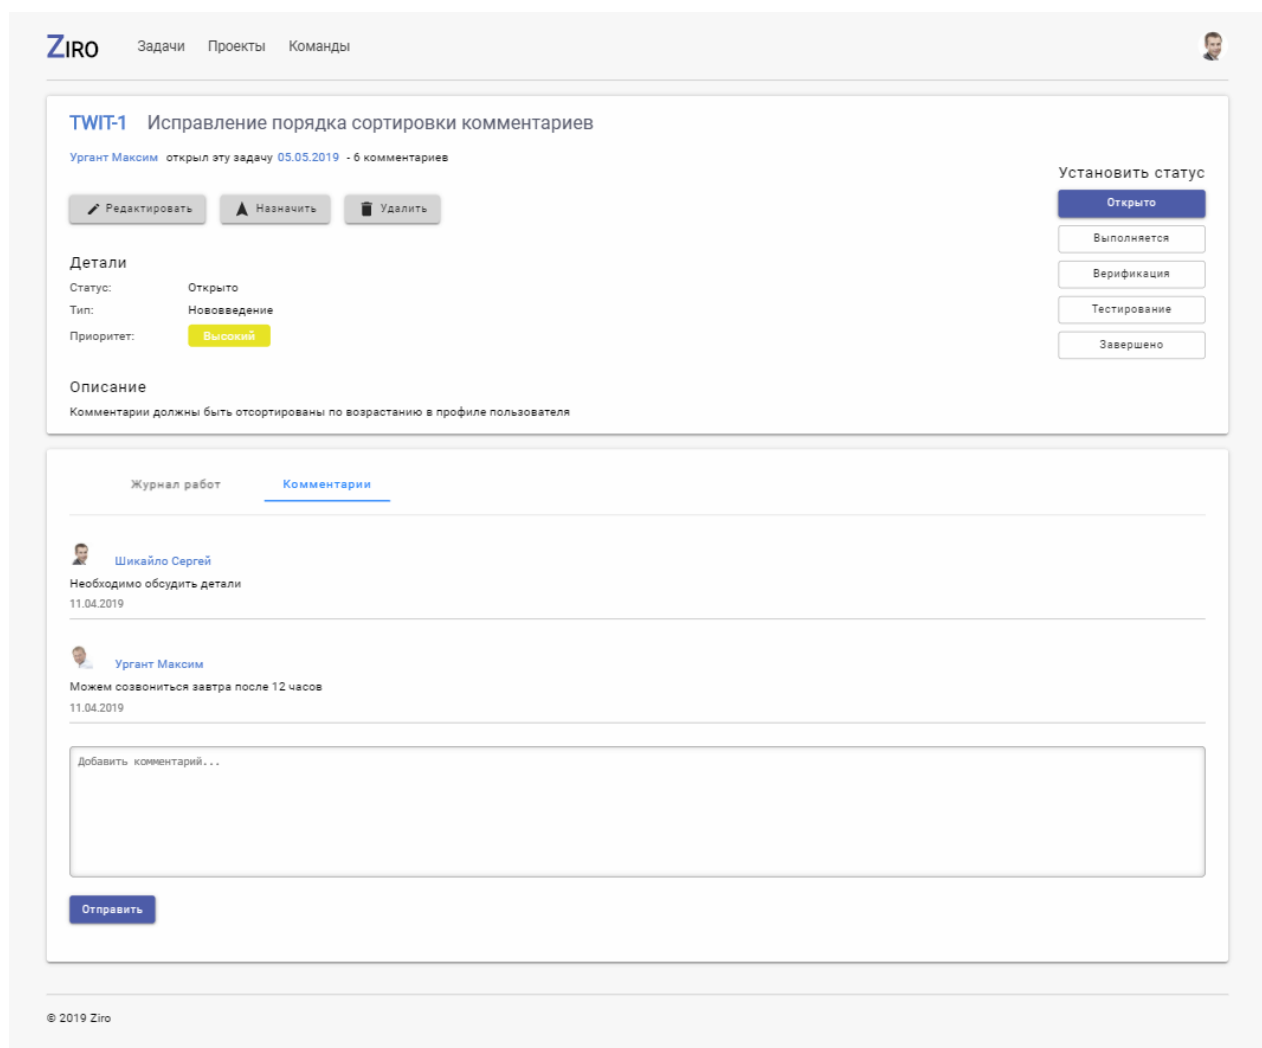 ZIRO Задачи Проекты Команды
TWIT-1 Исправление порядка сортировки комментариев
Ургант Максим открыл эту задачу 05.05.2019 - 6 комментариев
Редактировать Назначить Удалить
Детали
Статус: Открыто
Тип: Нововведение
Приоритет: Высокий
Описание
Комментарии должны быть отсортированы по возрастанию в профиле пользователя
Установить статус
Открыто
Выполняется
Верификация
Тестирование
Завершено
Журнал работ Комментарии
Шикайло Сергей
Необходимо обсудить детали
11.04.2019
Ургант Максим
Можем созвониться завтра после 12 часов
11.04.2019
Добавить комментарий...
Отправить
© 2019 Ziro